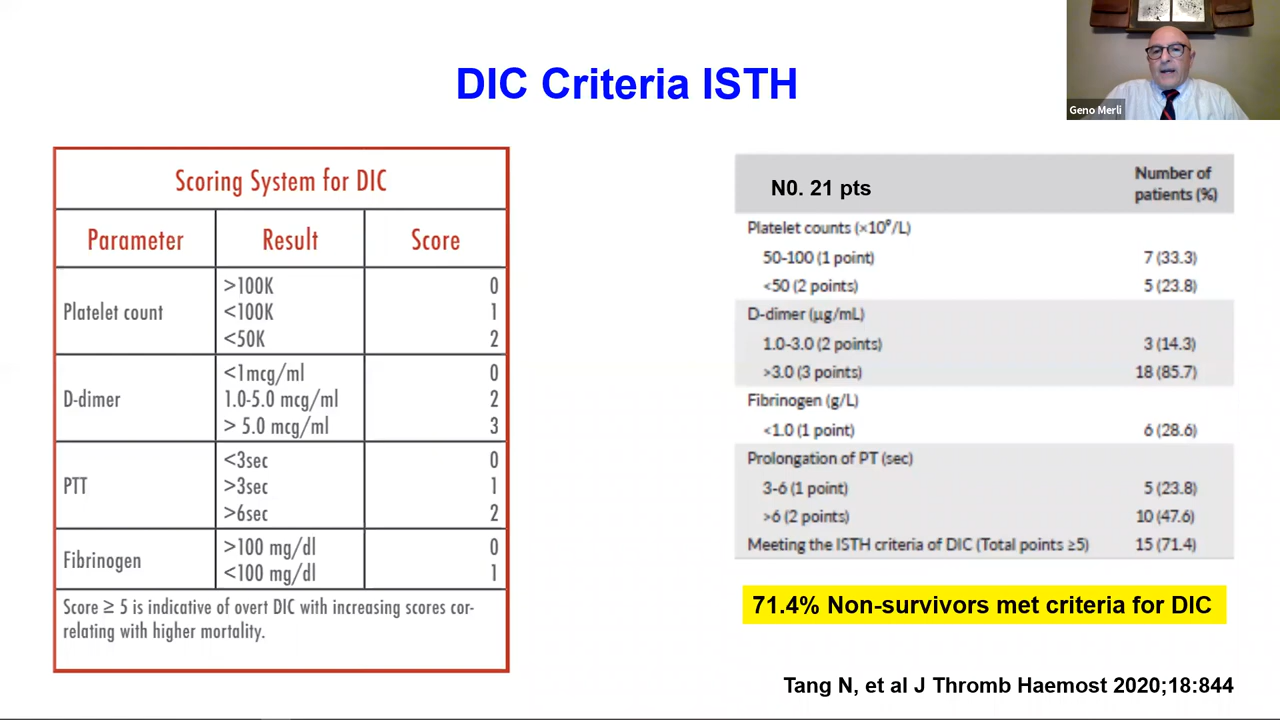 DIC Criteria ISTH
Geno Merli
Scoring System for DIC
Parameter Result Score
Platelet count
>100K 0
<100K 1
<50K 2
D-dimer
<1mcg/ml 0
1.0-5.0 mcg/ml 2
> 5.0 mcg/ml 3
PTT
<3sec 0
>3sec 1
>6sec 2
Fibrinogen
>100 mg/dl 0
<100 mg/dl 1
Score ≥ 5 is indicative of overt DIC with increasing scores cor-
relating with higher mortality.
N0. 21 pts
Number of
patients (%)
Platelet counts (×10⁹/L)
50-100 (1 point) 7 (33.3)
<50 (2 points) 5 (23.8)
D-dimer (μg/mL)
1.0-3.0 (2 points) 3 (14.3)
>3.0 (3 points) 18 (85.7)
Fibrinogen (g/L)
<1.0 (1 point) 6 (28.6)
Prolongation of PT (sec)
3-6 (1 point) 5 (23.8)
>6 (2 points) 10 (47.6)
Meeting the ISTH criteria of DIC (Total points ≥5) 15 (71.4)
71.4% Non-survivors met criteria for DIC
Tang N, et al J Thromb Haemost 2020;18:844